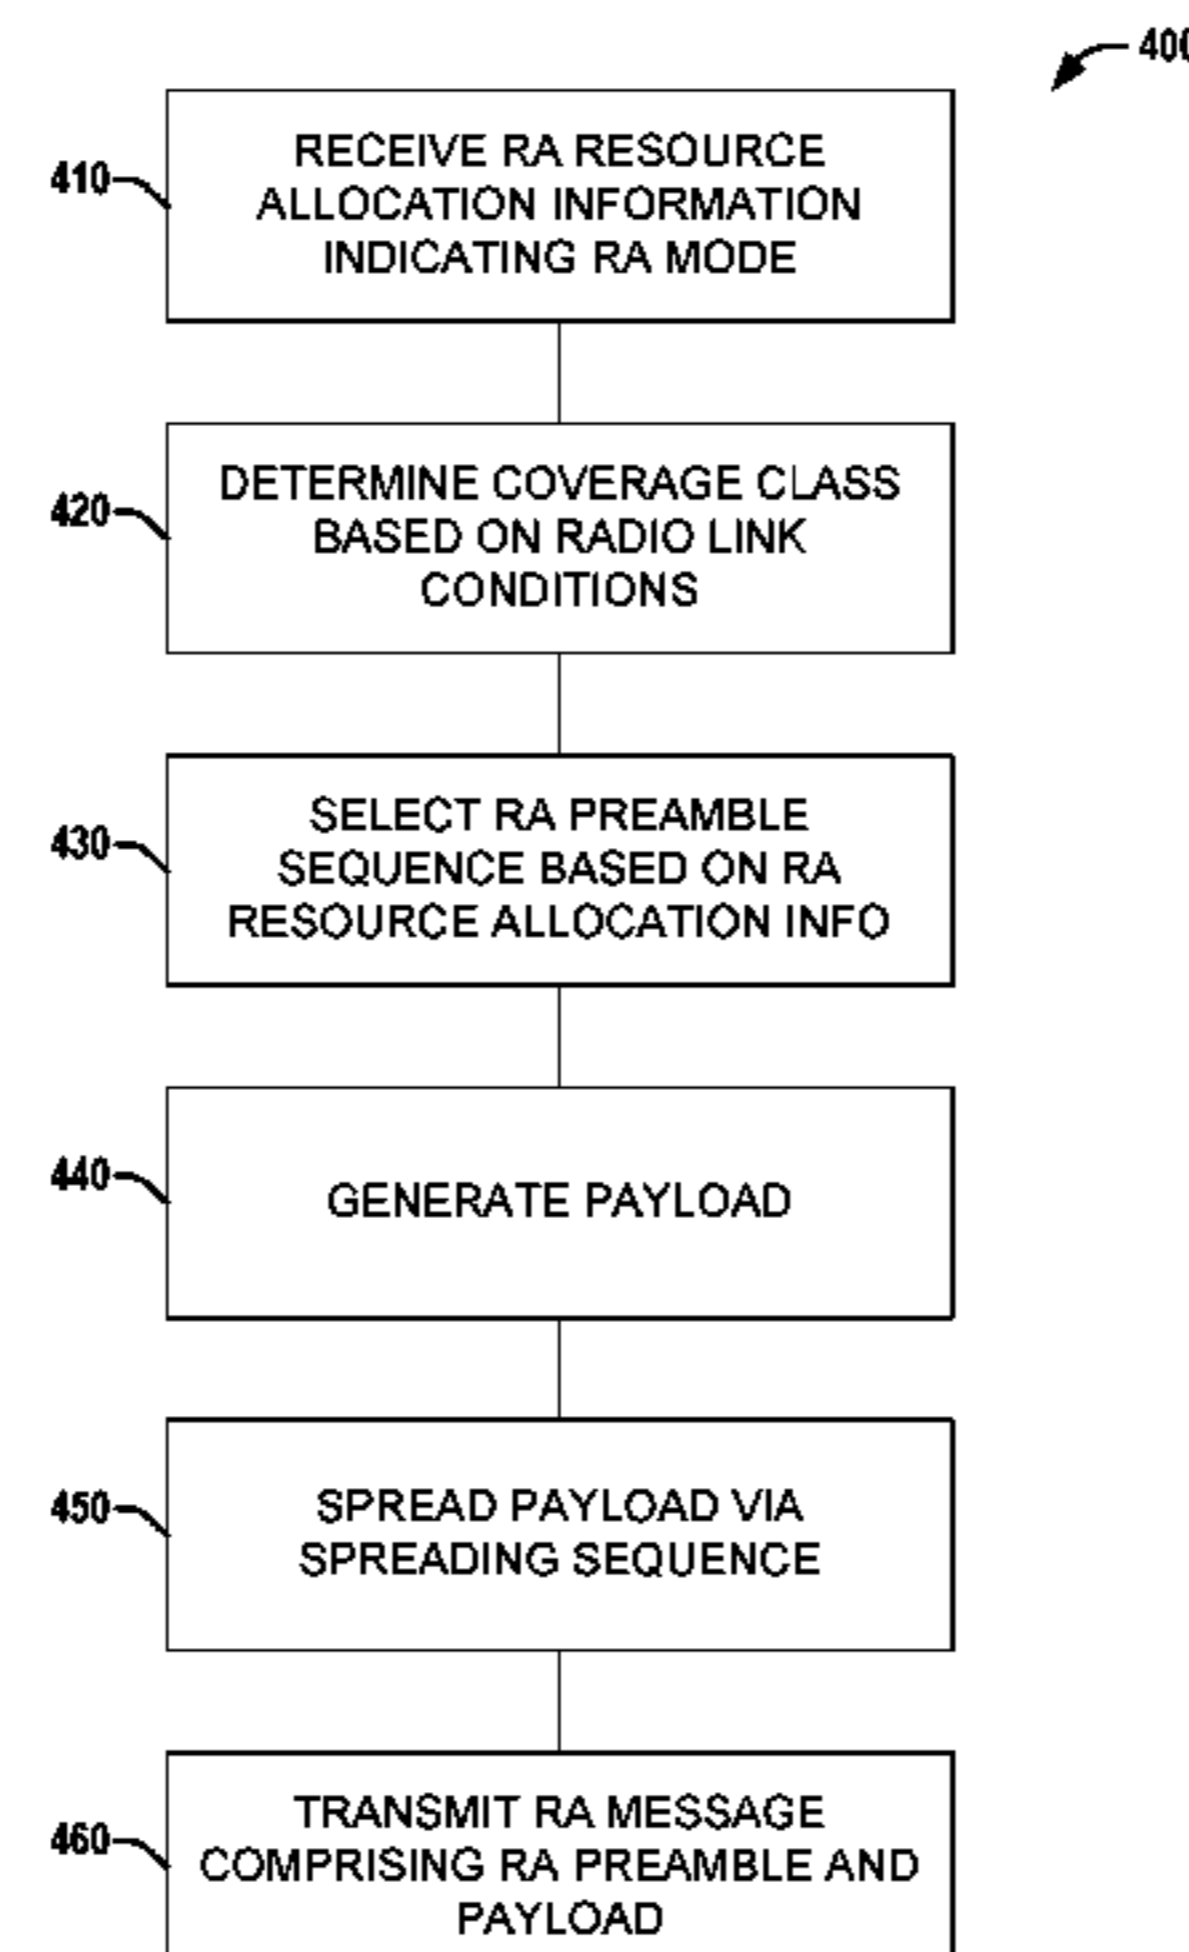 400
410
RECEIVE RA RESOURCE
ALLOCATION INFORMATION
INDICATING RA MODE
420
DETERMINE COVERAGE CLASS
BASED ON RADIO LINK
CONDITIONS
430
SELECT RA PREAMBLE
SEQUENCE BASED ON RA
RESOURCE ALLOCATION INFO
440
GENERATE PAYLOAD
450
SPREAD PAYLOAD VIA
SPREADING SEQUENCE
460
TRANSMIT RA MESSAGE
COMPRISING RA PREAMBLE AND
PAYLOAD